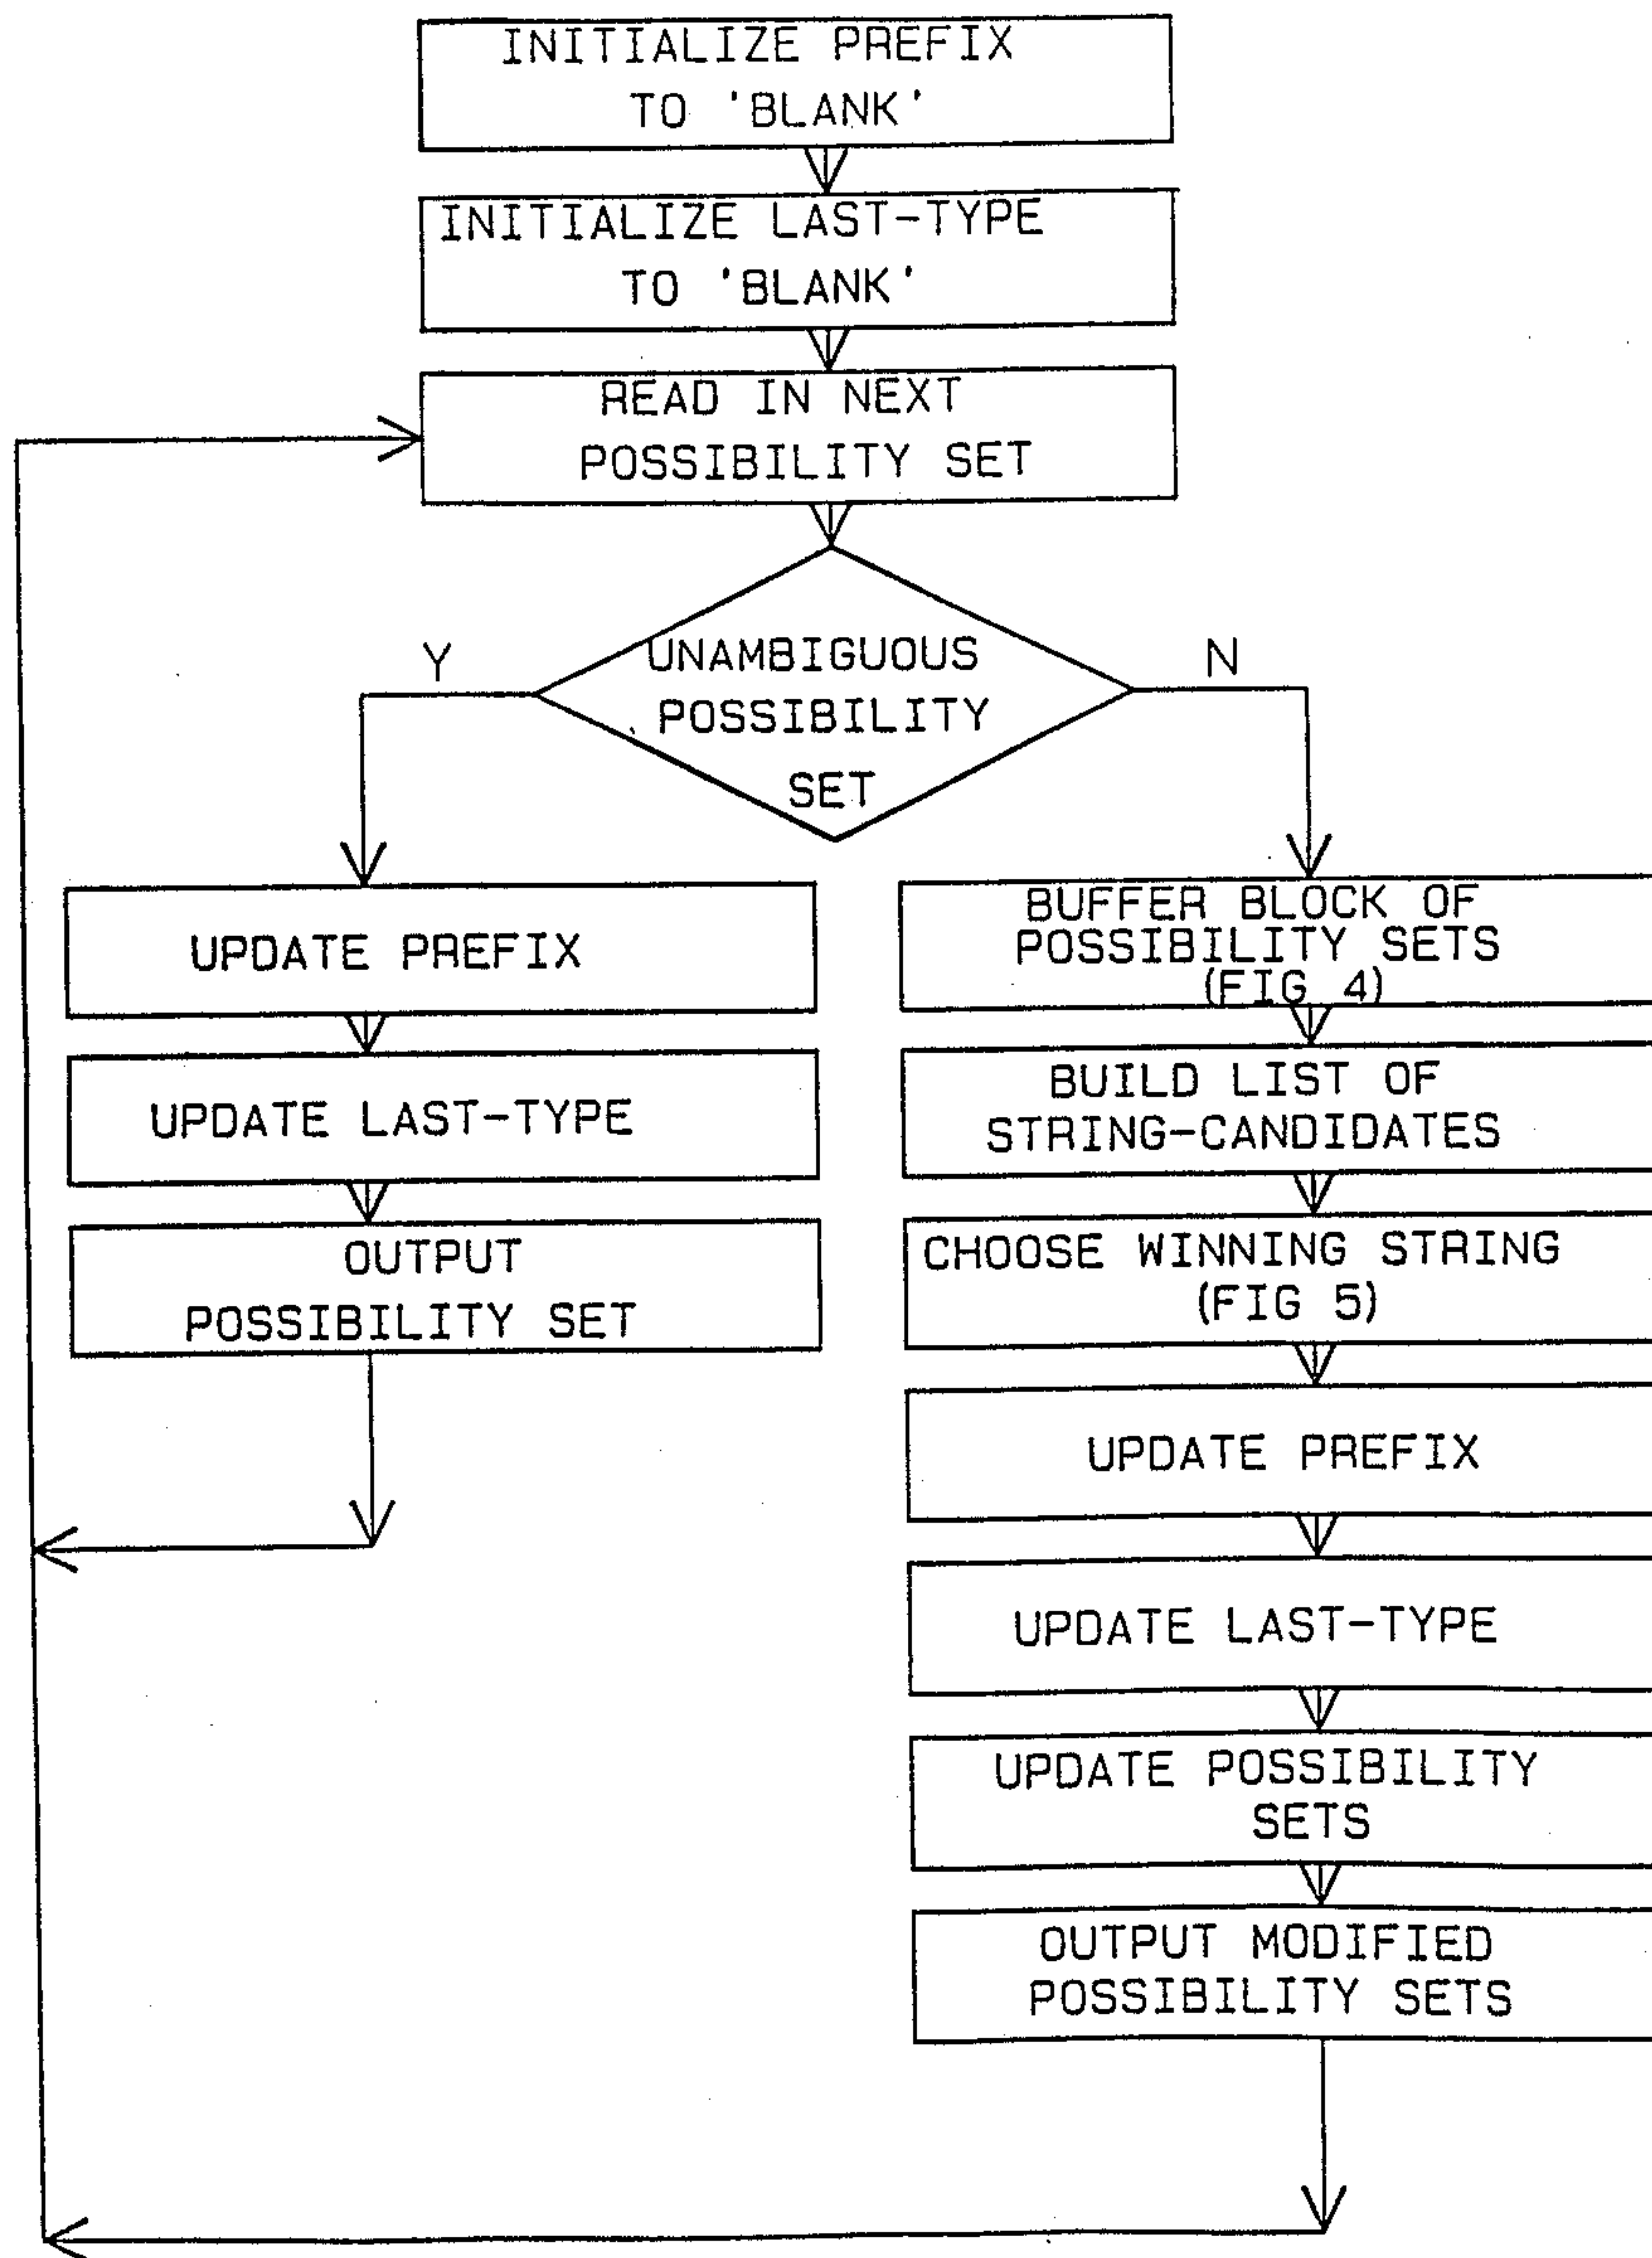 INITIALIZE PREFIX
TO 'BLANK'
INITIALIZE LAST-TYPE
TO 'BLANK'
READ IN NEXT
POSSIBILITY SET
UNAMBIGUOUS
POSSIBILITY
SET
Y
N
UPDATE PREFIX
UPDATE LAST-TYPE
OUTPUT
POSSIBILITY SET
BUFFER BLOCK OF
POSSIBILITY SETS
(FIG 4)
BUILD LIST OF
STRING-CANDIDATES
CHOOSE WINNING STRING
(FIG 5)
UPDATE PREFIX
UPDATE LAST-TYPE
UPDATE POSSIBILITY
SETS
OUTPUT MODIFIED
POSSIBILITY SETS